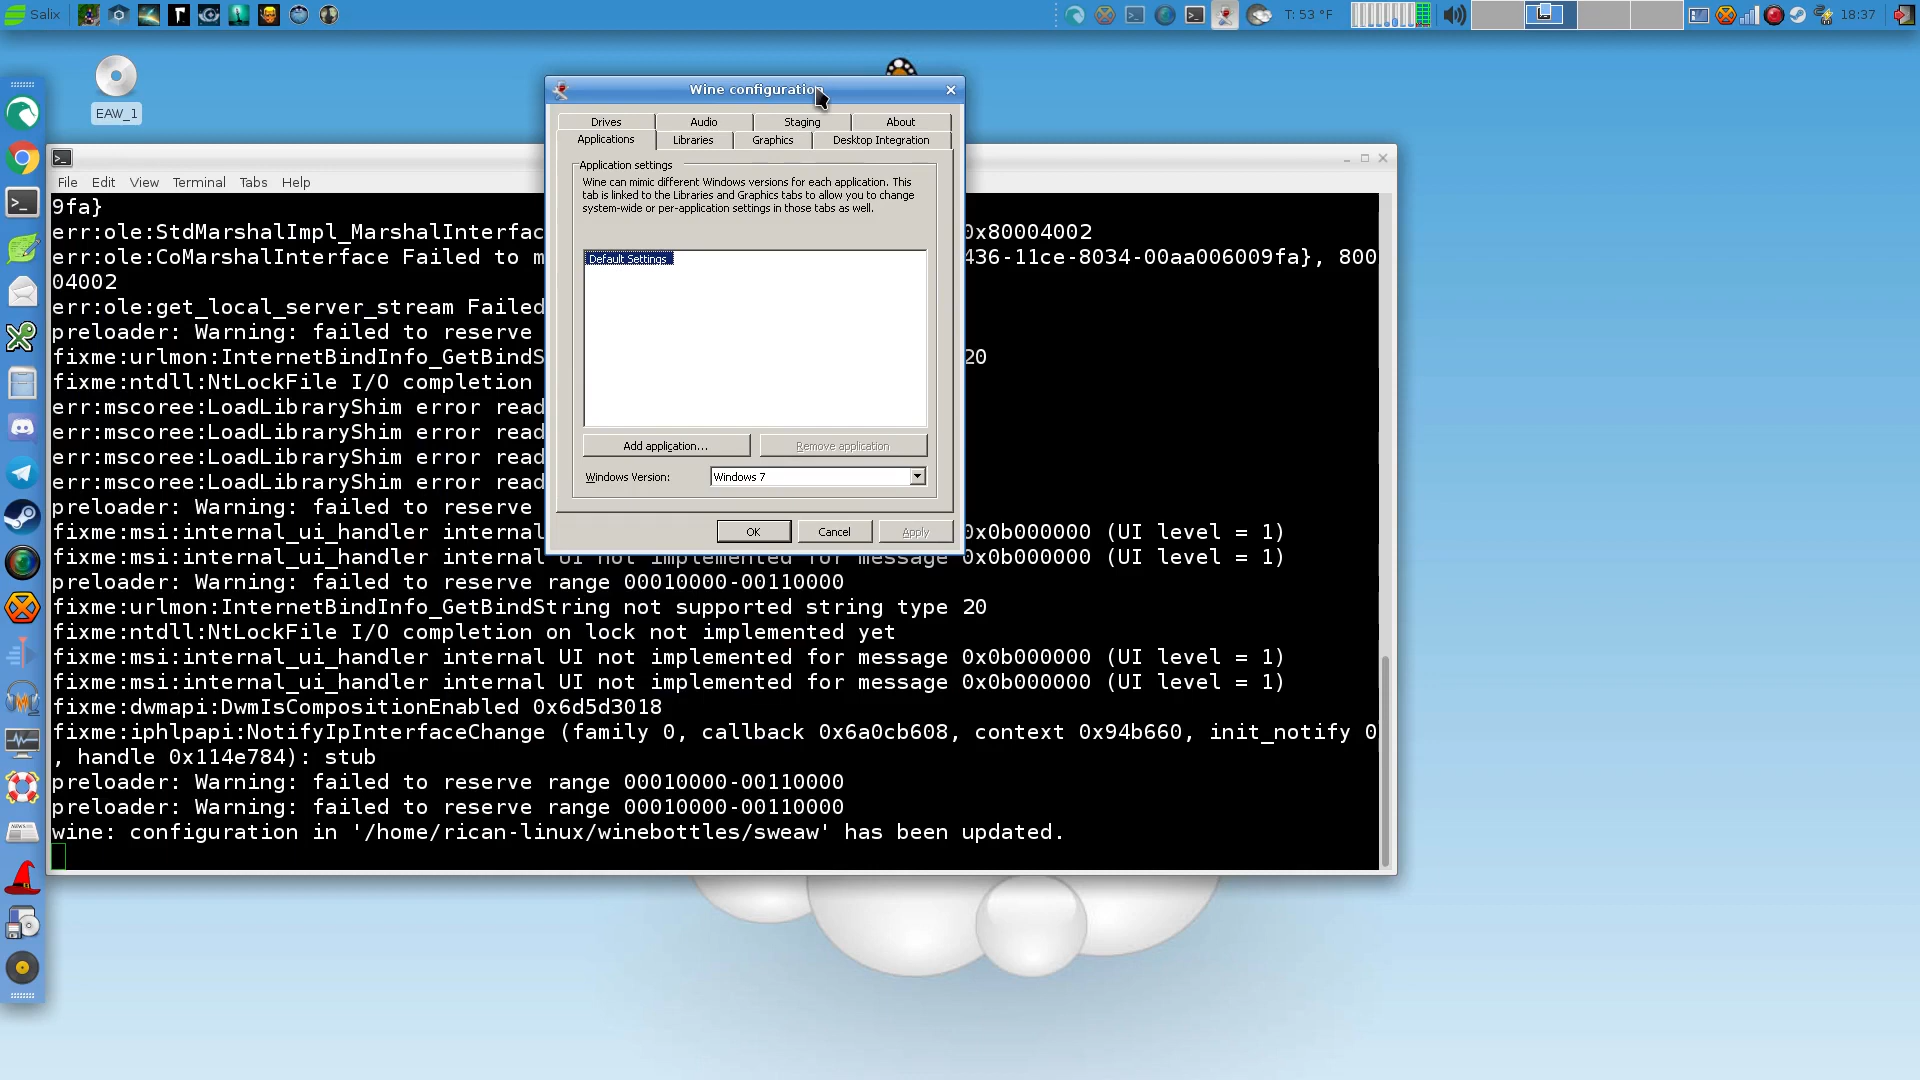 Salix
T: 53 °F
18:37
EAW_1
Wine configuration
Drives
Audio
Staging
About
Applications
Libraries
Graphics
Desktop Integration
Application settings
Wine can mimic different Windows versions for each application. This
tab is linked to the Libraries and Graphics tabs to allow you to change
system-wide or per-application settings in those tabs as well.
Default Settings
Add application...
Remove application
Windows Version:
Windows 7
OK
Cancel
Apply
File
Edit
View
Terminal
Tabs
Help
9fa}
err:ole:StdMarshalImpl_MarshalInterfac 0x80004002
err:ole:CoMarshalInterface Failed to m 436-11ce-8034-00aa006009fa}, 800
04002
err:ole:get_local_server_stream Failed
preloader: Warning: failed to reserve
fixme:urlmon:InternetBindInfo_GetBindS 20
fixme:ntdll:NtLockFile I/O completion
err:mscoree:LoadLibraryShim error read
err:mscoree:LoadLibraryShim error read
err:mscoree:LoadLibraryShim error read
err:mscoree:LoadLibraryShim error read
preloader: Warning: failed to reserve
fixme:msi:internal_ui_handler internal 0x0b000000 (UI level = 1)
fixme:msi:internal_ui_handler internal UI not implemented for message 0x0b000000 (UI level = 1)
preloader: Warning: failed to reserve range 00010000-00110000
fixme:urlmon:InternetBindInfo_GetBindString not supported string type 20
fixme:ntdll:NtLockFile I/O completion on lock not implemented yet
fixme:msi:internal_ui_handler internal UI not implemented for message 0x0b000000 (UI level = 1)
fixme:msi:internal_ui_handler internal UI not implemented for message 0x0b000000 (UI level = 1)
fixme:dwmapi:DwmIsCompositionEnabled 0x6d5d3018
fixme:iphlpapi:NotifyIpInterfaceChange (family 0, callback 0x6a0cb608, context 0x94b660, init_notify 0
, handle 0x114e784): stub
preloader: Warning: failed to reserve range 00010000-00110000
preloader: Warning: failed to reserve range 00010000-00110000
wine: configuration in '/home/rican-linux/winebottles/sweaw' has been updated.